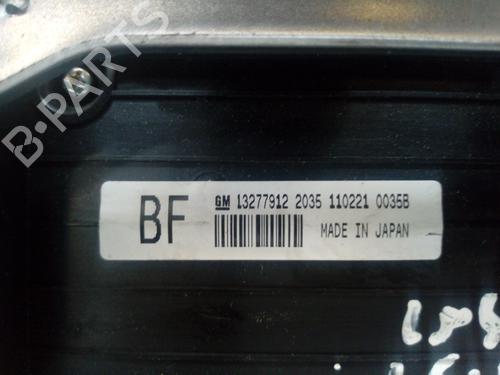 B-PARTS
BF
GM 13277912 2035 110221 0035B
MADE IN JAPAN